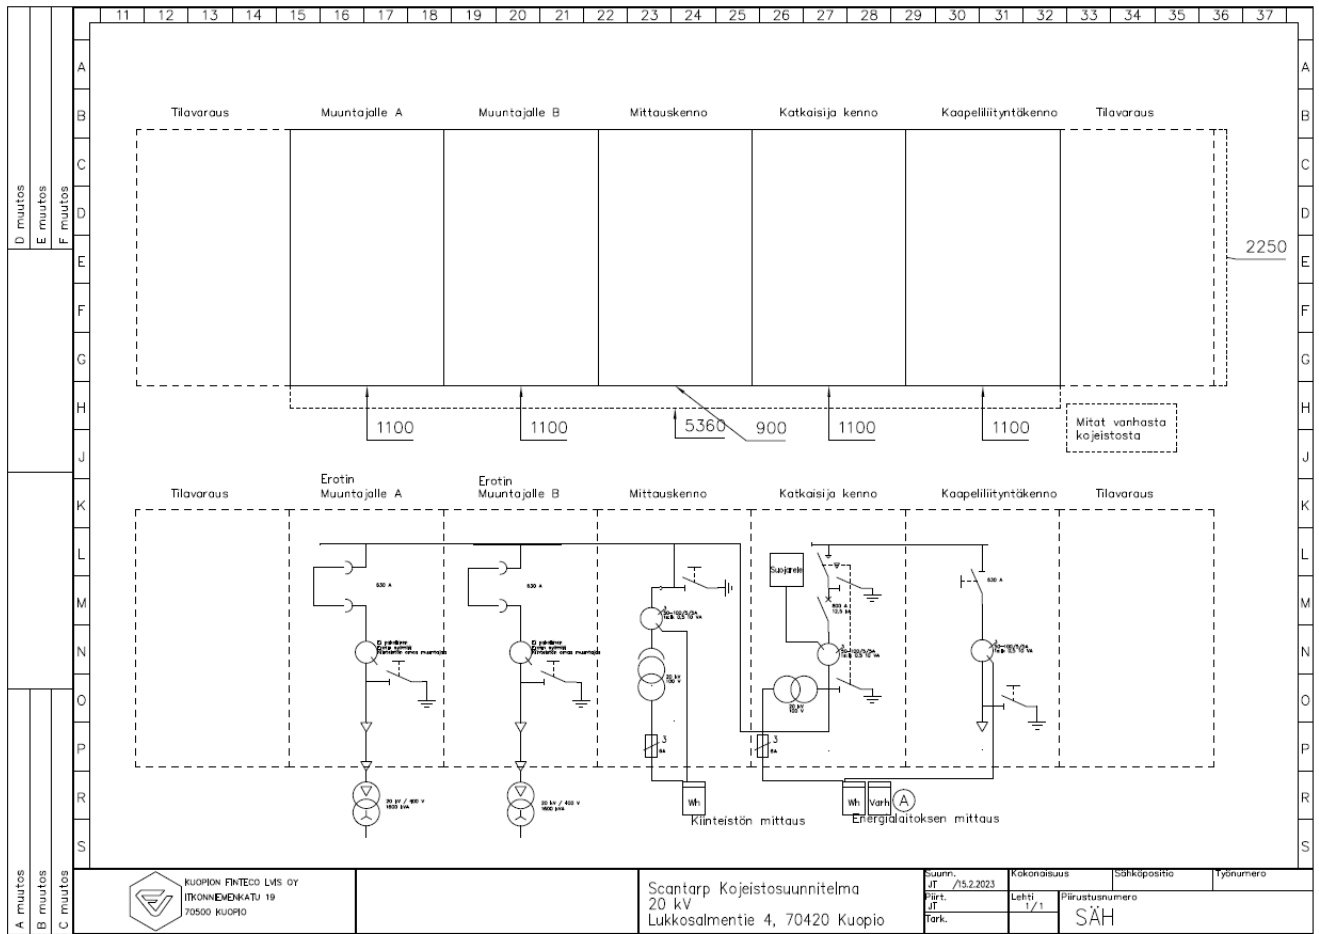 11 12 13 14 15 16 17 18 19 20 21 22 23 24 25 26 27 28 29 30 31 32 33 34 35 36 37
A A
B B
C C
D D
E E
F F
G G
H H
J J
K K
L L
M M
N N
O O
P P
R R
S S
D muutos
E muutos
F muutos
A muutos
B muutos
C muutos
Tilavaraus Muuntajalle A Muuntajalle B Mittauskenno Katkaisija kenno Kaapeliliityntäkenno Tilavaraus
2250
1100 1100 5360 900 1100 1100
Mitat vanhasta
kojeistosta
Erotin Erotin
Tilavaraus Muuntajalle A Muuntajalle B Mittauskenno Katkaisija kenno Kaapeliliityntäkenno Tilavaraus
Suojarele
630 A 630 A 630 A
20 kV
100 V
20 kV
100 V
3
6A
3
6A
20 kV / 400 V
1600 kVA
Wh
Kiinteistön mittaus
Wh Varh A
Energialaitoksen mittaus
KUOPION FINTECO LVIS OY
ITKONNIEMENKATU 19
70500 KUOPIO
Scantarp Kojeistosuunnitelma
20 kV
Lukkosalmentie 4, 70420 Kuopio
Suunn.
JT /15.2.2023
Piirt.
JT
Tark.
Kokonaisuus
Lehti
1/1
Sähköpositio
Työnumero
Piirustusnumero
SÄH